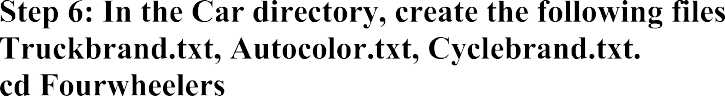 Step 6: In the Car directory, create the following files
Truckbrand.txt, Autocolor.txt, Cyclebrand.txt.
cd Fourwheelers